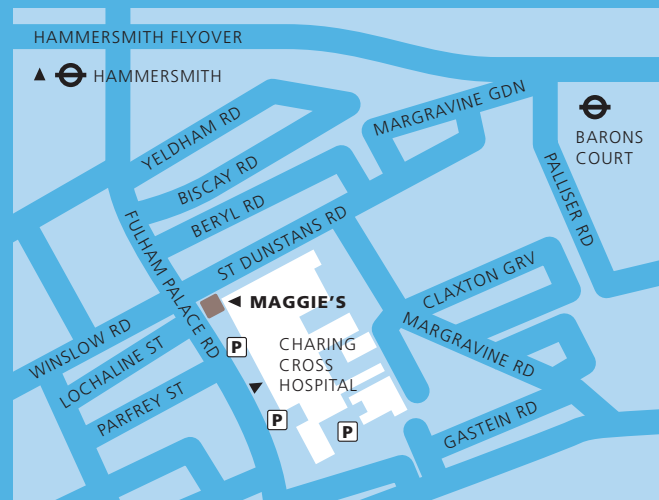 HAMMERSMITH FLYOVER
HAMMERSMITH
BARONS
COURT
MARGRAVINE GDN
YELDHAM RD
BISCAY RD
BERYL RD
PALLISER RD
FULHAM PALACE RD
ST DUNSTANS RD
CLAXTON GRV
MAGGIE'S
WINSLOW RD
LOCHALINE ST
PARFREY ST
P
CHARING
CROSS
HOSPITAL
MARGRAVINE RD
GASTEIN RD
P
P